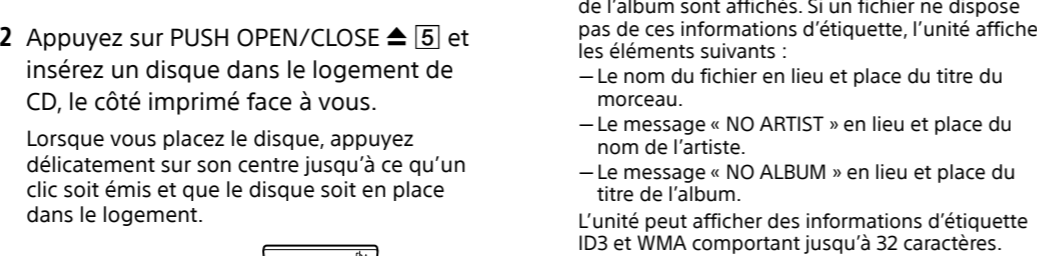 2 Appuyez sur PUSH OPEN/CLOSE ⏏ 5 et
insérez un disque dans le logement de
CD, le côté imprimé face à vous.
Lorsque vous placez le disque, appuyez
délicatement sur son centre jusqu’à ce qu’un
clic soit émis et que le disque soit en place
dans le logement.
de l’album sont affichés. Si un fichier ne dispose
pas de ces informations d’étiquette, l’unité affiche
les éléments suivants :
— Le nom du fichier en lieu et place du titre du
morceau.
— Le message « NO ARTIST » en lieu et place du
nom de l’artiste.
— Le message « NO ALBUM » en lieu et place du
titre de l’album.
L’unité peut afficher des informations d’étiquette
ID3 et WMA comportant jusqu’à 32 caractères.